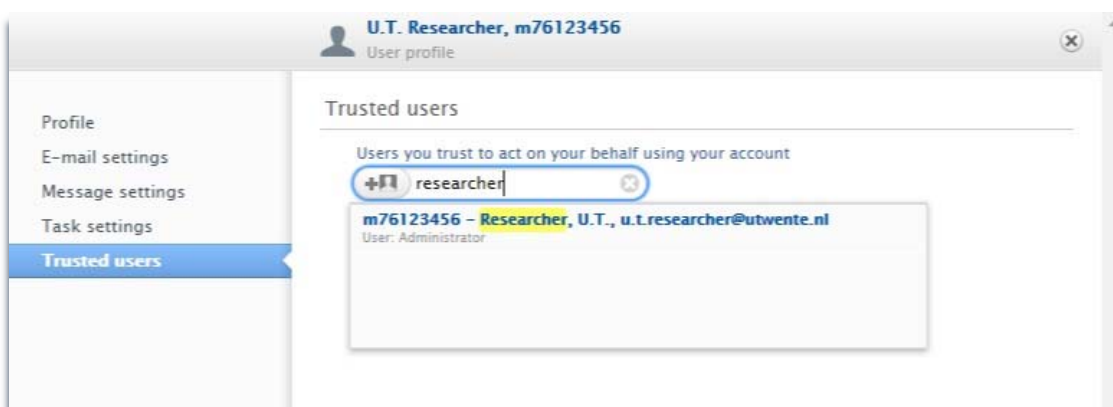 U.T. Researcher, m76123456
User profile
Profile
E-mail settings
Message settings
Task settings
Trusted users
Trusted users
Users you trust to act on your behalf using your account
researcher
m76123456 – Researcher, U.T., u.t.researcher@utwente.nl
User: Administrator